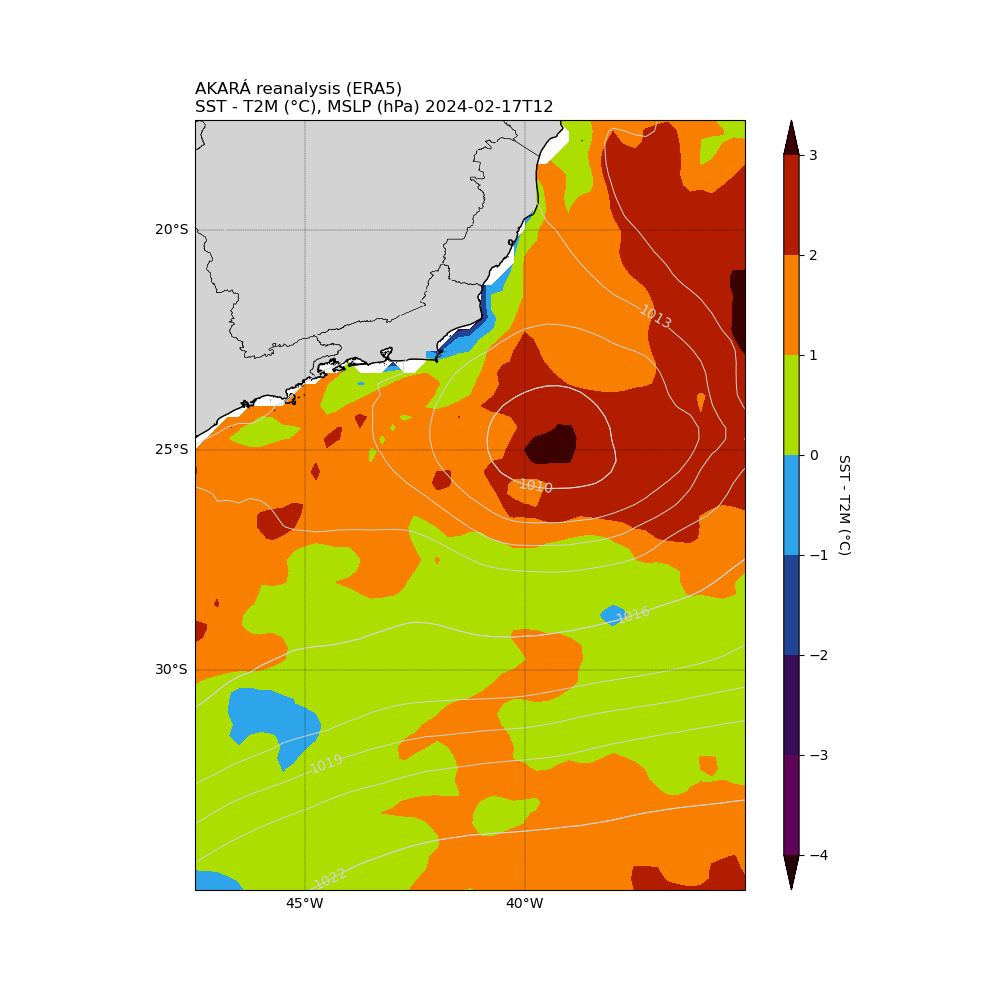 AKARÁ reanalysis (ERA5)
SST - T2M (°C), MSLP (hPa) 2024-02-17T12
20°S
25°S
30°S
45°W
40°W
1013
1010
1016
1019
1022
3
2
1
0
−1
−2
−3
−4
SST - T2M (°C)